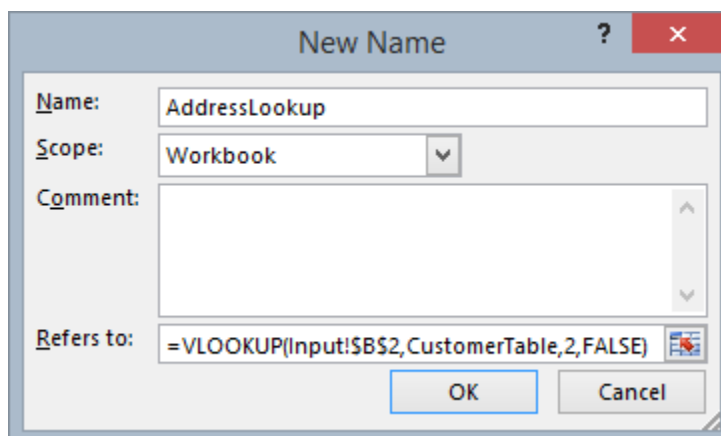 New Name
?
Name: AddressLookup
Scope: Workbook
Comment:
Refers to: =VLOOKUP(Input!$B$2,CustomerTable,2,FALSE)
OK Cancel